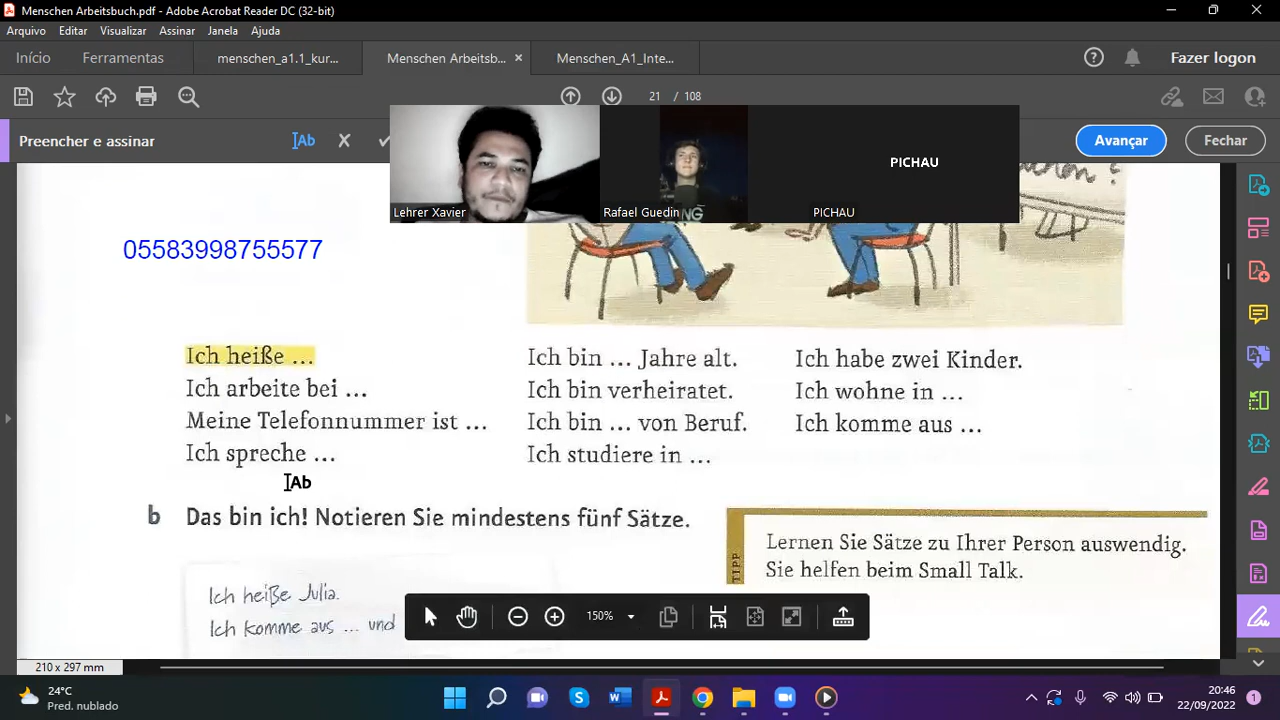 Menschen Arbeitsbuch.pdf - Adobe Acrobat Reader DC (32-bit)
Arquivo Editar Visualizar Assinar Janela Ajuda
Início Ferramentas menschen_a1.1_kur... Menschen Arbeitsb... Menschen_A1_Inte... Fazer logon
21 / 108
Preencher e assinar Ab Avançar Fechar
PICHAU
Lehrer Xavier Rafael Guedin PICHAU
05583998755577
Ich heiße ... Ich bin ... Jahre alt. Ich habe zwei Kinder.
Ich arbeite bei ... Ich bin verheiratet. Ich wohne in ...
Meine Telefonnummer ist ... Ich bin ... von Beruf. Ich komme aus ...
Ich spreche ... Ich studiere in ...
Ab
b Das bin ich! Notieren Sie mindestens fünf Sätze.
TIPP
Lernen Sie Sätze zu Ihrer Person auswendig.
Sie helfen beim Small Talk.
Ich heiße Julia.
Ich komme aus ... und
150%
210 x 297 mm
24°C
Pred. nublado
20:46
22/09/2022
1